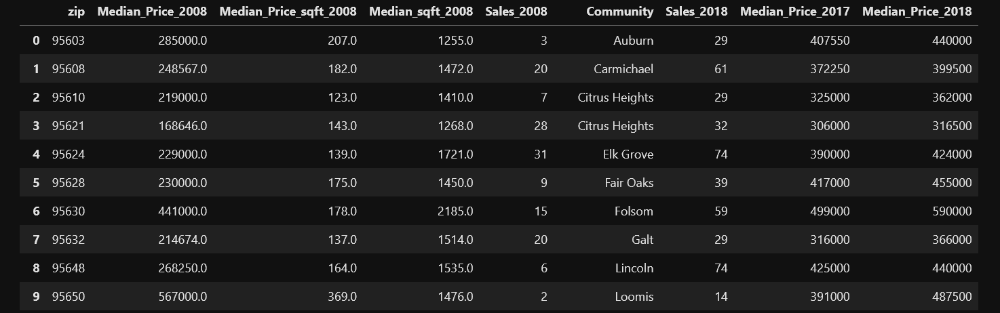 zip Median_Price_2008 Median_Price_sqft_2008 Median_sqft_2008 Sales_2008 Community Sales_2018 Median_Price_2017 Median_Price_2018
0 95603 285000.0 207.0 1255.0 3 Auburn 29 407550 440000
1 95608 248567.0 182.0 1472.0 20 Carmichael 61 372250 399500
2 95610 219000.0 123.0 1410.0 7 Citrus Heights 29 325000 362000
3 95621 168646.0 143.0 1268.0 28 Citrus Heights 32 306000 316500
4 95624 229000.0 139.0 1721.0 31 Elk Grove 74 390000 424000
5 95628 230000.0 175.0 1450.0 9 Fair Oaks 39 417000 455000
6 95630 441000.0 178.0 2185.0 15 Folsom 59 499000 590000
7 95632 214674.0 137.0 1514.0 20 Galt 29 316000 366000
8 95648 268250.0 164.0 1535.0 6 Lincoln 74 425000 440000
9 95650 567000.0 369.0 1476.0 2 Loomis 14 391000 487500